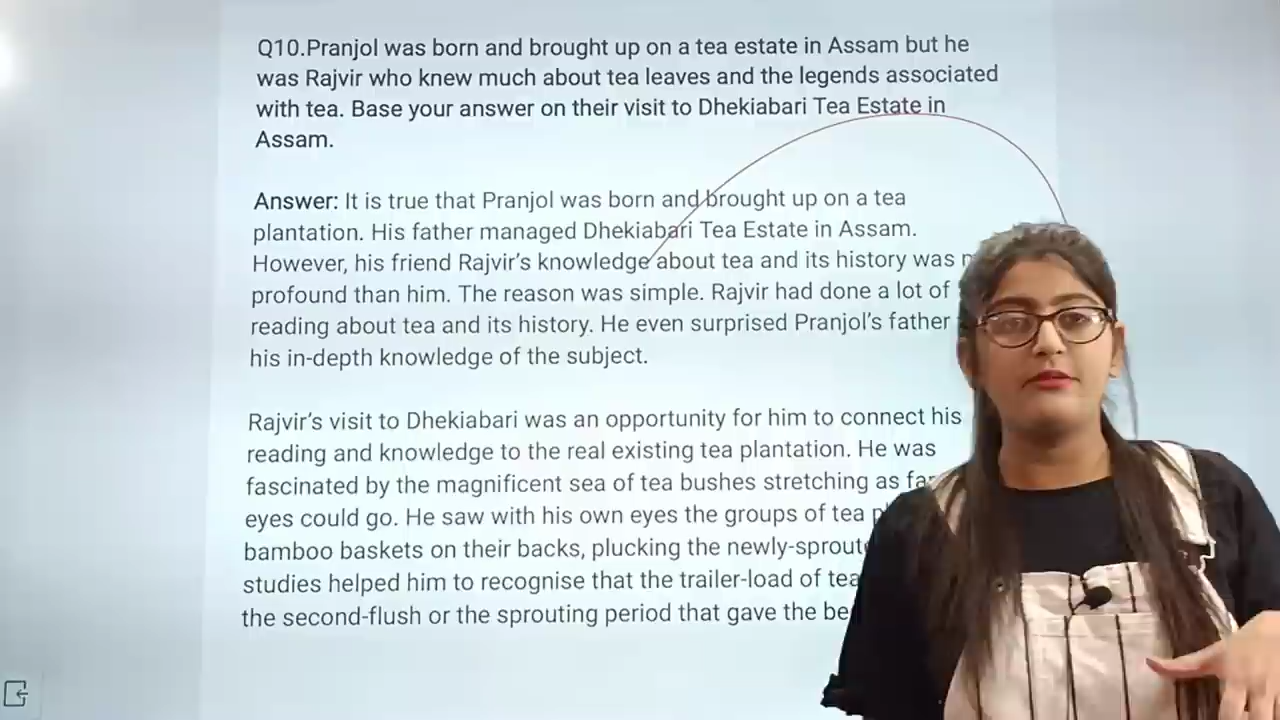 Q10.Pranjol was born and brought up on a tea estate in Assam but he
was Rajvir who knew much about tea leaves and the legends associated
with tea. Base your answer on their visit to Dhekiabari Tea Estate in
Assam.
Answer: It is true that Pranjol was born and brought up on a tea
plantation. His father managed Dhekiabari Tea Estate in Assam.
However, his friend Rajvir's knowledge about tea and its history was
profound than him. The reason was simple. Rajvir had done a lot of
reading about tea and its history. He even surprised Pranjol's father
his in-depth knowledge of the subject.
Rajvir's visit to Dhekiabari was an opportunity for him to connect his
reading and knowledge to the real existing tea plantation. He was
fascinated by the magnificent sea of tea bushes stretching as
eyes could go. He saw with his own eyes the groups of tea
bamboo baskets on their backs, plucking the
studies helped him to recognise that the trailer-load of tea
the second-flush or the sprouting period that gave the